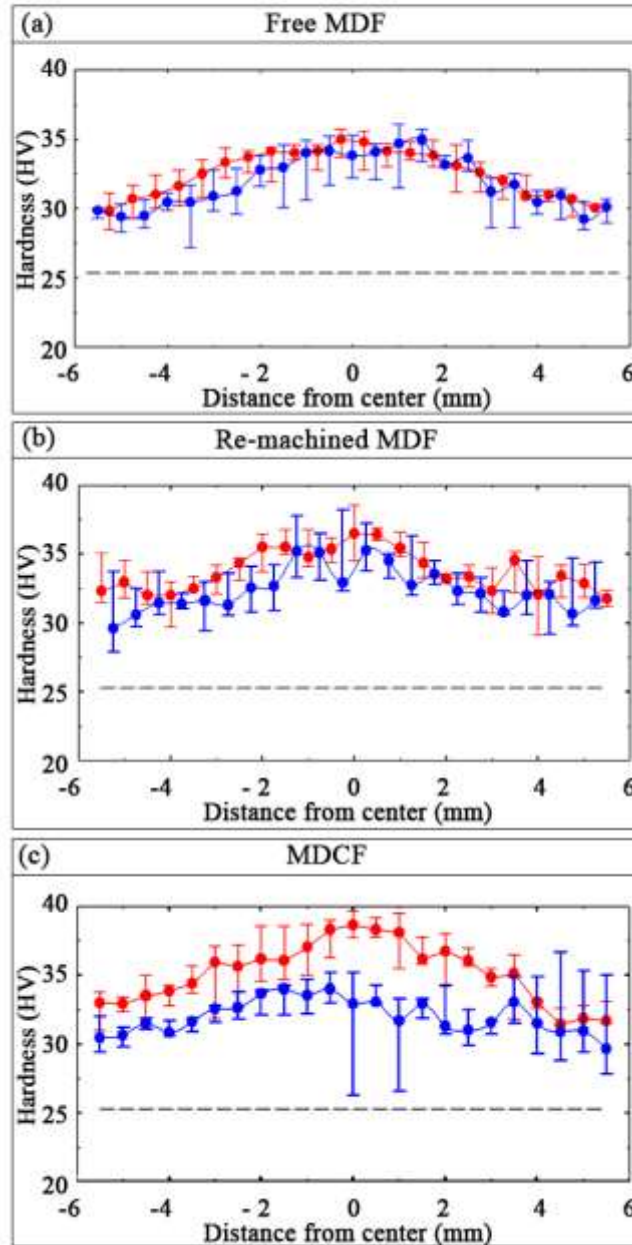 (a) Free MDF
40
35
30
25
20
Hardness (HV)
-6 -4 - 2 0 2 4 6
Distance from center (mm)
(b) Re-machined MDF
40
35
30
25
20
Hardness (HV)
-6 -4 -2 0 2 4 6
Distance from center (mm)
(c) MDCF
40
35
30
25
20
Hardness (HV)
-6 -4 -2 0 2 4 6
Distance from center (mm)